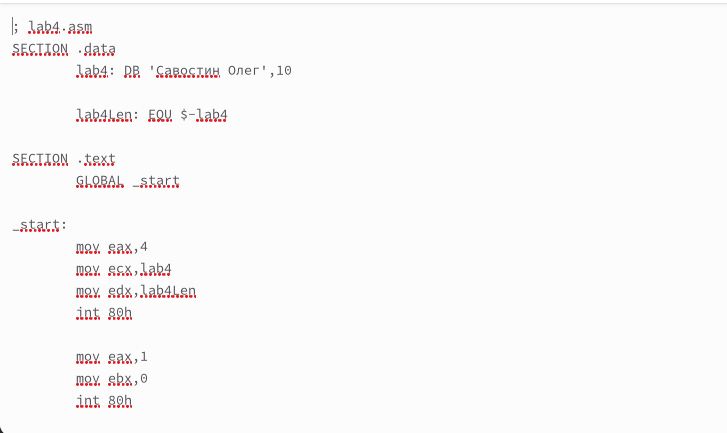 ; lab4.asm
SECTION .data
lab4: DB 'Савостин Олег',10
lab4Len: EQU $-lab4
SECTION .text
GLOBAL _start
_start:
mov eax,4
mov ecx,lab4
mov edx,lab4Len
int 80h
mov eax,1
mov ebx,0
int 80h